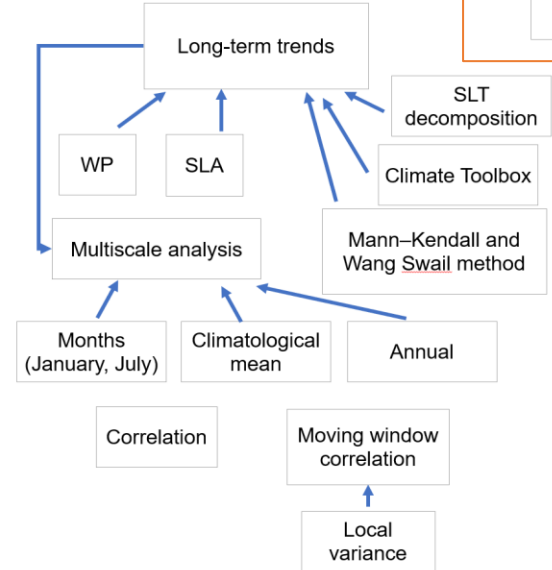 Long-term trends
SLT
decomposition
WP
SLA
Climate Toolbox
Mann–Kendall and
Wang Swail method
Multiscale analysis
Months
(January, July)
Climatológical
mean
Annual
Correlation
Moving window
correlation
Local
variance